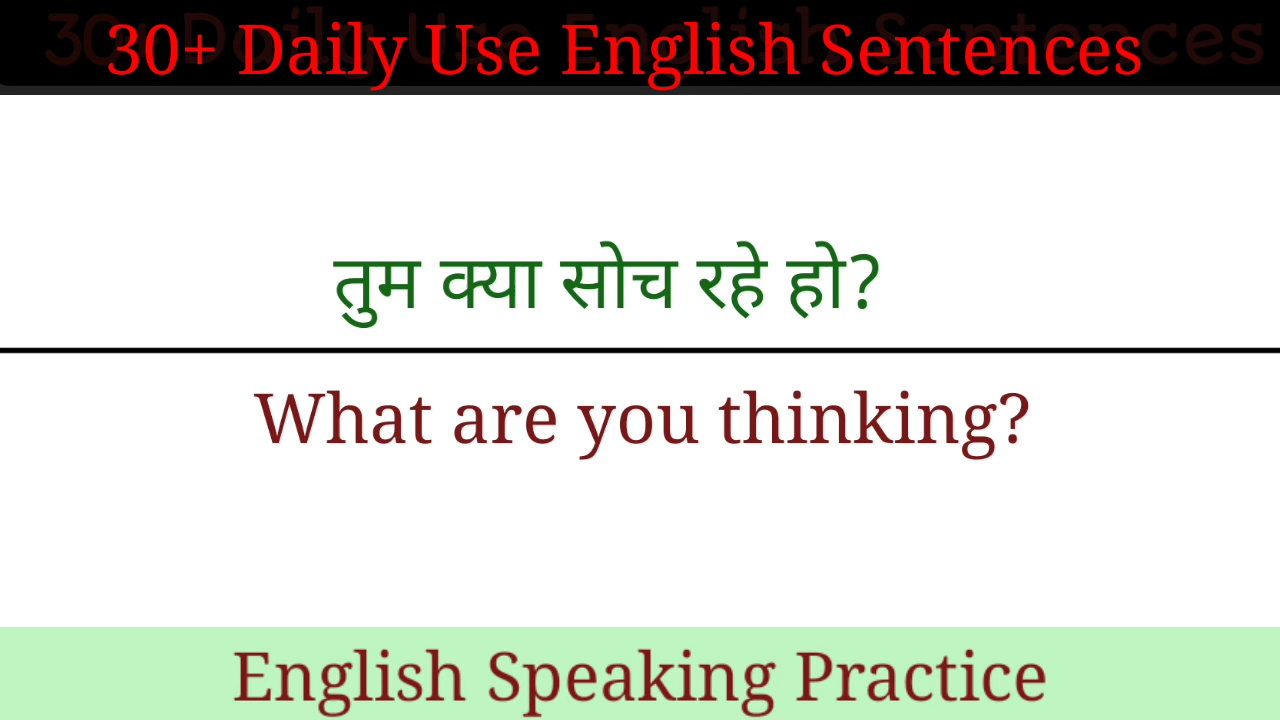 30+ Daily Use English Sentences
तुम क्या सोच रहे हो?
What are you thinking?
English Speaking Practice